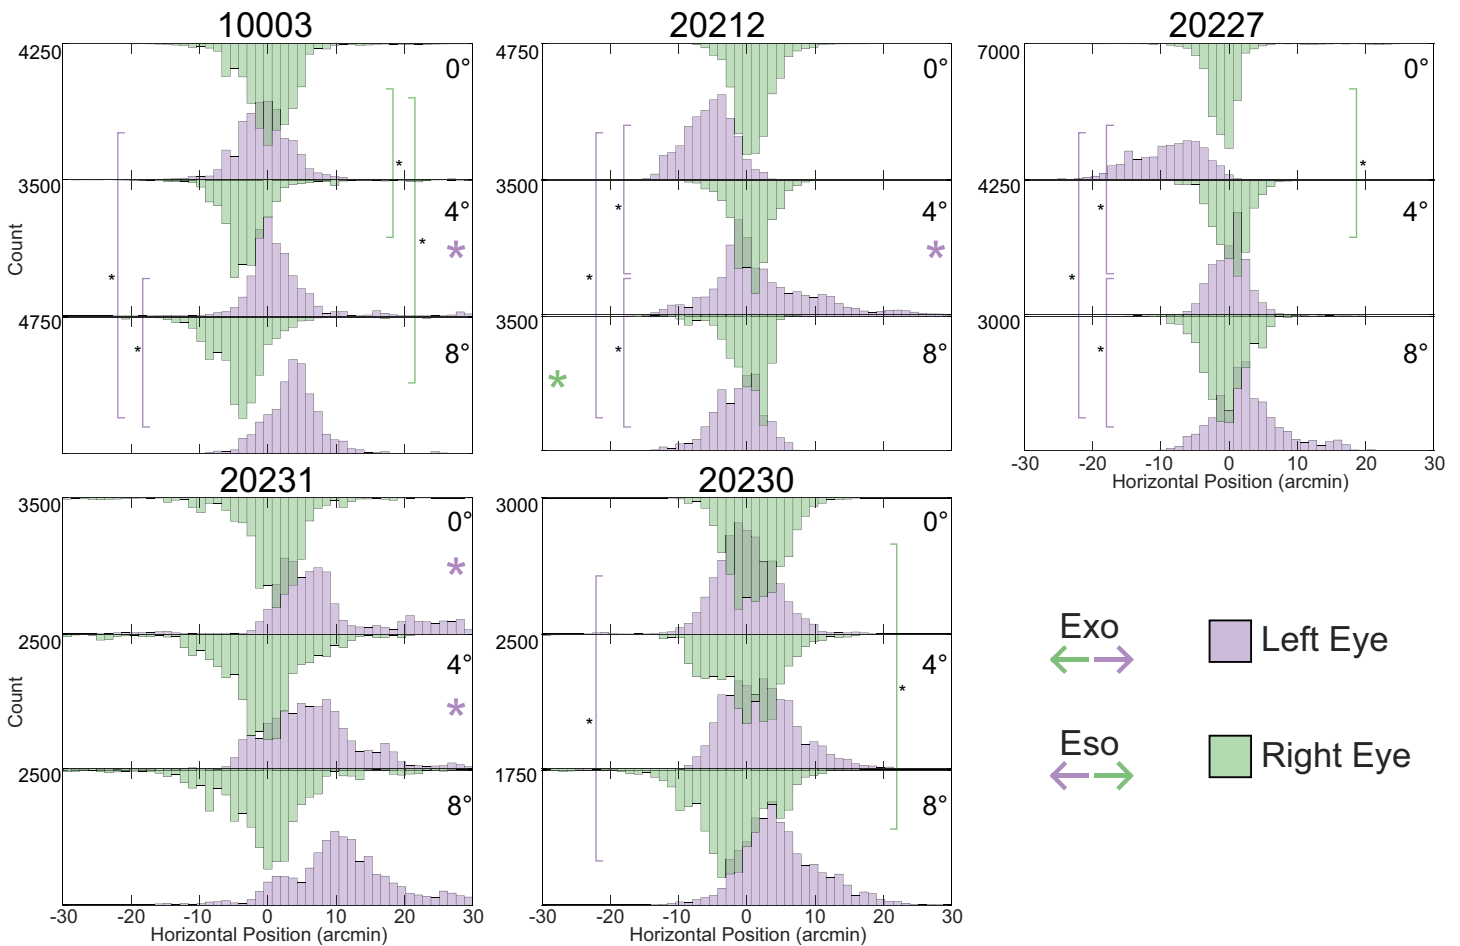 10003 20212 20227
4250 0° 4750 0° 7000 0°
* * *
3500 4° 3500 * 4° 4250 * 4°
Count * * * * * *
4750 8° 3500 8° 3000 8°
* * * *
-30 -20 -10 0 10 20 30
Horizontal Position (arcmin)
20231 20230
3500 0° 3000 0°
*
2500 4° 2500 4°
Count * * *
2500 8° 1750 8°
-30 -20 -10 0 10 20 30 -30 -20 -10 0 10 20 30
Horizontal Position (arcmin) Horizontal Position (arcmin)
Exo Left Eye
Eso Right Eye